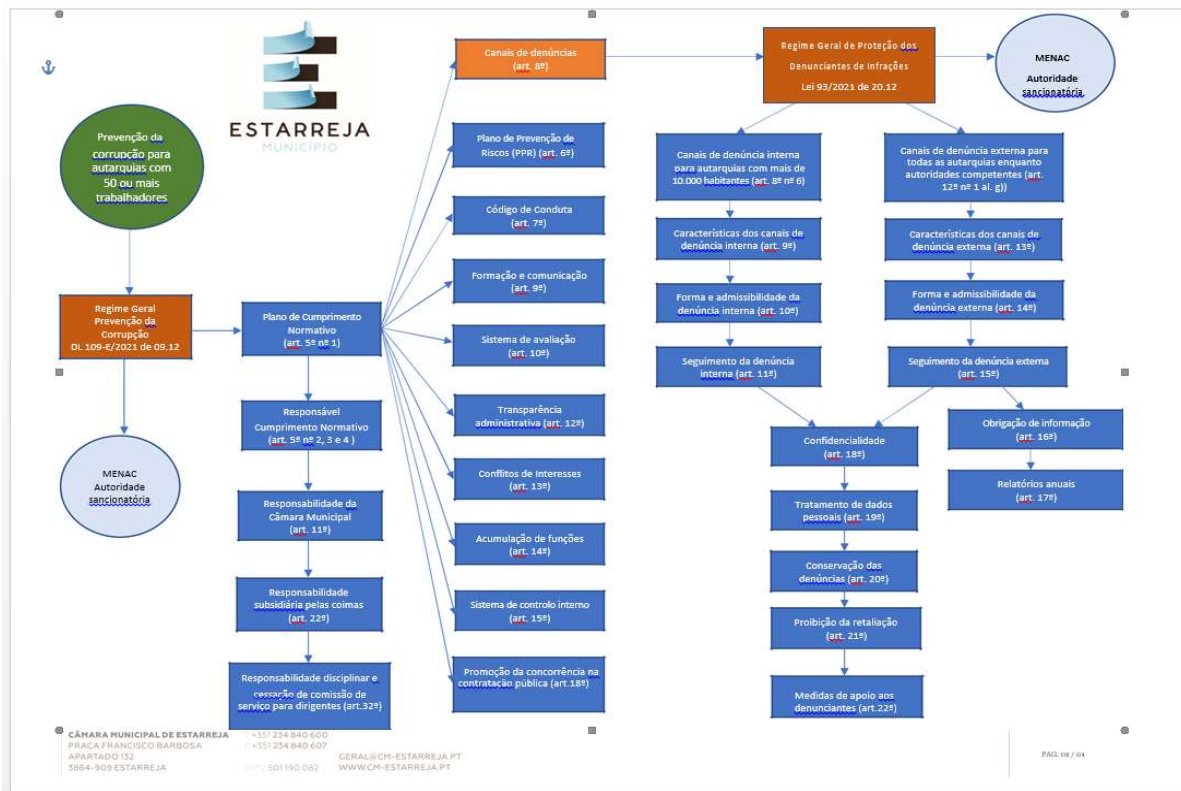 ESTARREJA
MUNICÍPIO
Prevenção da
corrupção para
autarquias com
50 ou mais
trabalhadores
Regime Geral
Prevenção da
Corrupção
DL 109-E/2021 de 09.12
MENAC
Autoridade
sancionatória
Plano de Cumprimento
Normativo
(art. 5º nº 1)
Responsável
Cumprimento Normativo
(art. 5º nº 2, 3 e 4 )
Responsabilidade da
Câmara Municipal
(art. 11º)
Responsabilidade
subsidiária pelas coimas
(art. 22º)
Responsabilidade disciplinar e
cessação de comissão de
serviço para dirigentes (art.32º)
Canais de denúncias
(art. 8º)
Plano de Prevenção de
Riscos (PPR) (art. 6º)
Código de Conduta
(art. 7º)
Formação e comunicação
(art. 9º)
Sistema de avaliação
(art. 10º)
Transparência
administrativa (art. 12º)
Conflitos de Interesses
(art. 13º)
Acumulação de funções
(art. 14º)
Sistema de controlo interno
(art. 15º)
Promoção da concorrência na
contratação pública (art.18º)
Regime Geral de Proteção dos
Denunciantes de Infrações
Lei 93/2021 de 20.12
MENAC
Autoridade
sancionatória
Canais de denúncia interna
para autarquias com mais de
10.000 habitantes (art. 8º nº 6)
Características dos canais de
denúncia interna (art. 9º)
Forma e admissibilidade da
denúncia interna (art. 10º)
Seguimento da denúncia
interna (art. 11º)
Canais de denúncia externa para
todas as autarquias enquanto
autoridades competentes (art.
12º nº 1 al. g))
Características dos canais de
denúncia externa (art. 13º)
Forma e admissibilidade da
denúncia externa (art. 14º)
Seguimento da denúncia externa
(art. 15º)
Confidencialidade
(art. 18º)
Tratamento de dados
pessoais (art. 19º)
Conservação das
denúncias (art. 20º)
Proibição da retaliação
(art. 21º)
Medidas de apoio aos
denunciantes (art.22º)
Obrigação de informação
(art. 16º)
Relatórios anuais
(art. 17º)
CÂMARA MUNICIPAL DE ESTARREJA +351 234 840 600
PRAÇA FRANCISCO BARBOSA +351 234 840 607
APARTADO 132 GERAL@CM-ESTARREJA.PT
3864-909 ESTARREJA 501 190 082 WWW.CM-ESTARREJA.PT
PAG. 01 / 01